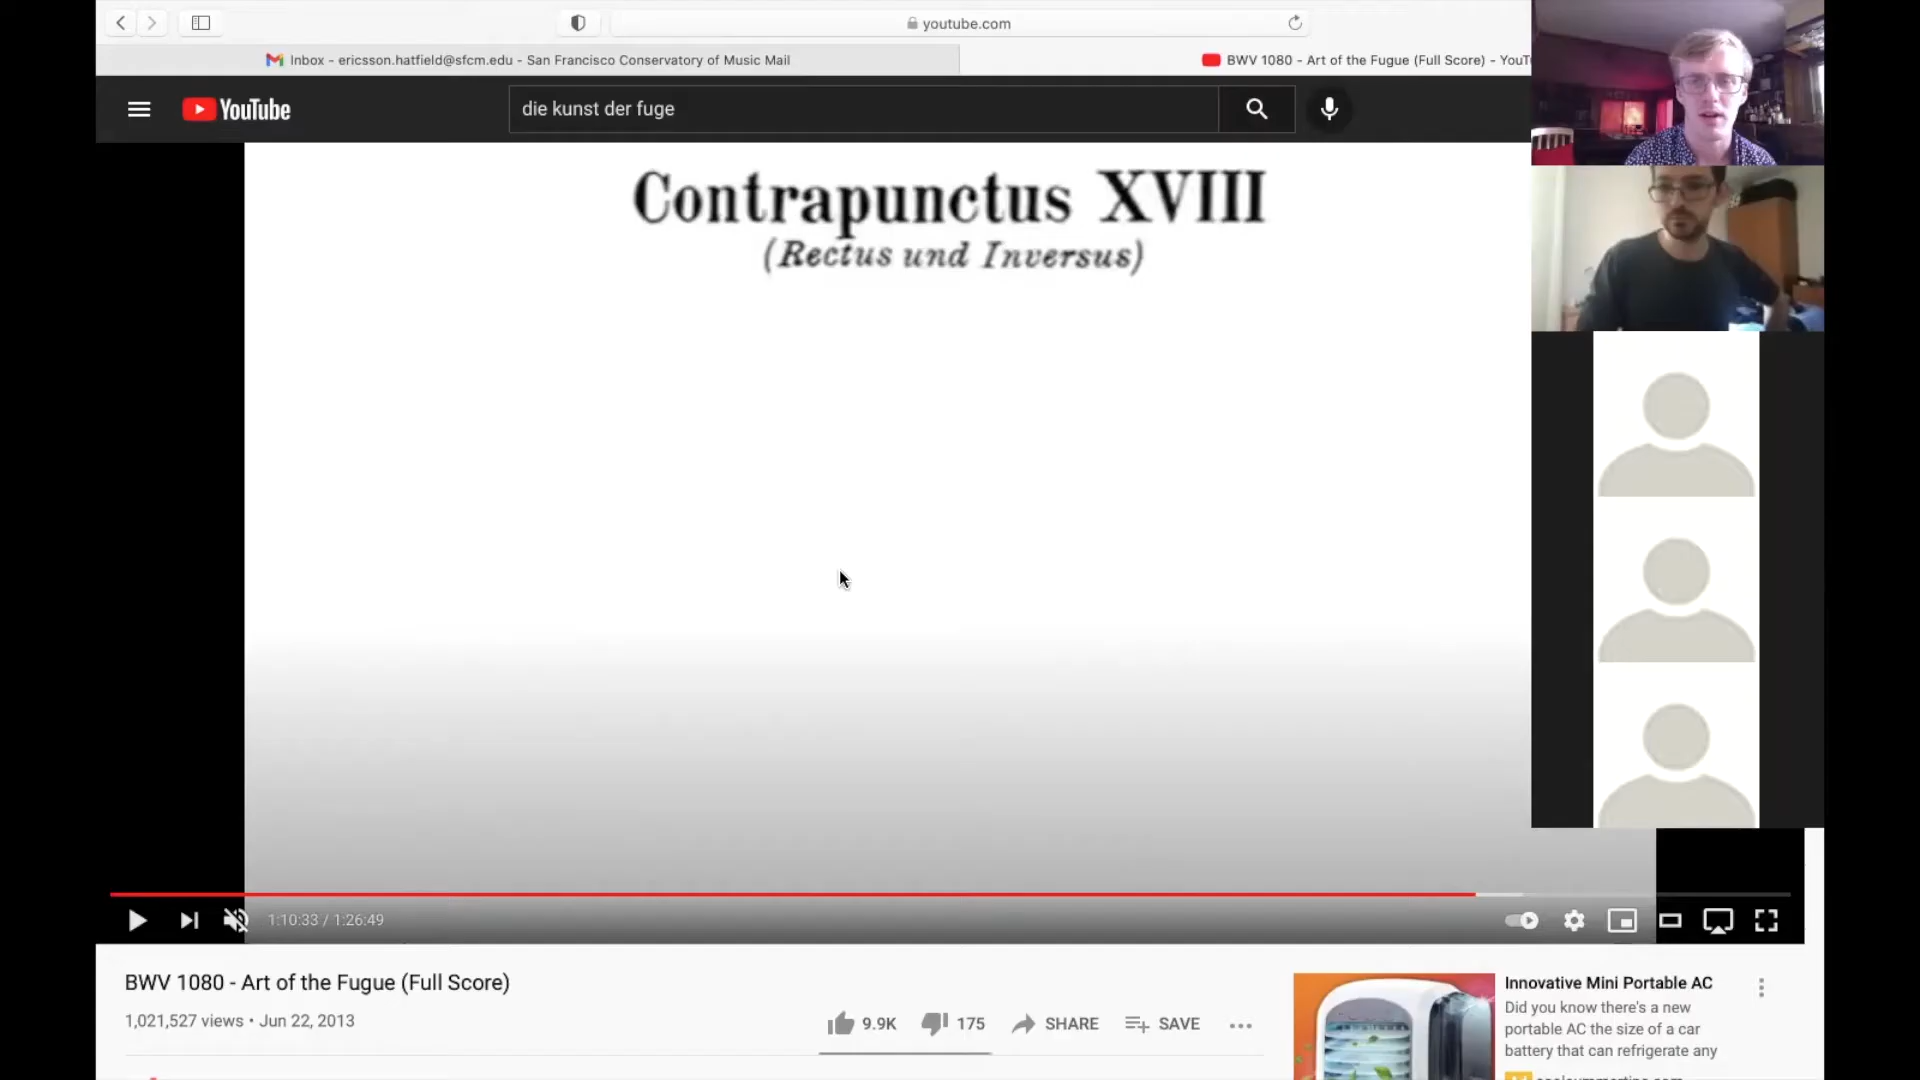 youtube.com
Inbox - ericsson.hatfield@sfcm.edu - San Francisco Conservatory of Music Mail
BWV 1080 - Art of the Fugue (Full Score) - YouT
YouTube
die kunst der fuge
Contrapunctus XVIII
(Rectus und Inversus)
1:10:33 / 1:26:49
BWV 1080 - Art of the Fugue (Full Score)
1,021,527 views • Jun 22, 2013
9.9K
175
SHARE
SAVE
Innovative Mini Portable AC
Did you know there's a new
portable AC the size of a car
battery that can refrigerate any